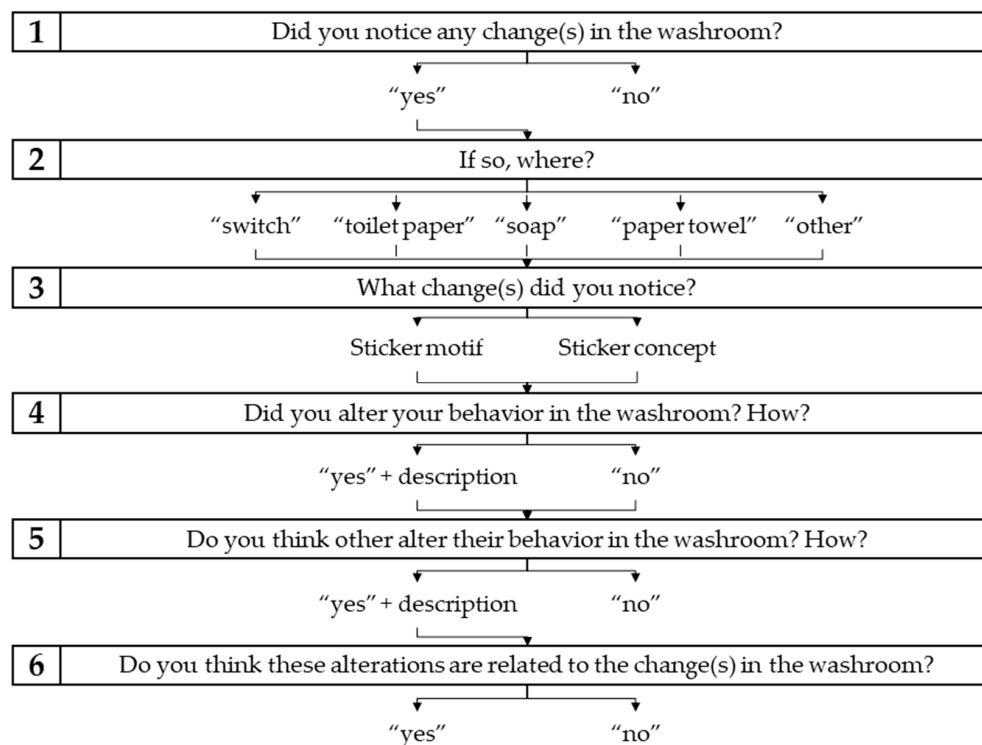 1 Did you notice any change(s) in the washroom?
“yes” “no”
2 If so, where?
“switch” “toilet paper” “soap” “paper towel” “other”
3 What change(s) did you notice?
Sticker motif Sticker concept
4 Did you alter your behavior in the washroom? How?
“yes” + description “no”
5 Do you think other alter their behavior in the washroom? How?
“yes” + description “no”
6 Do you think these alterations are related to the change(s) in the washroom?
“yes” “no”